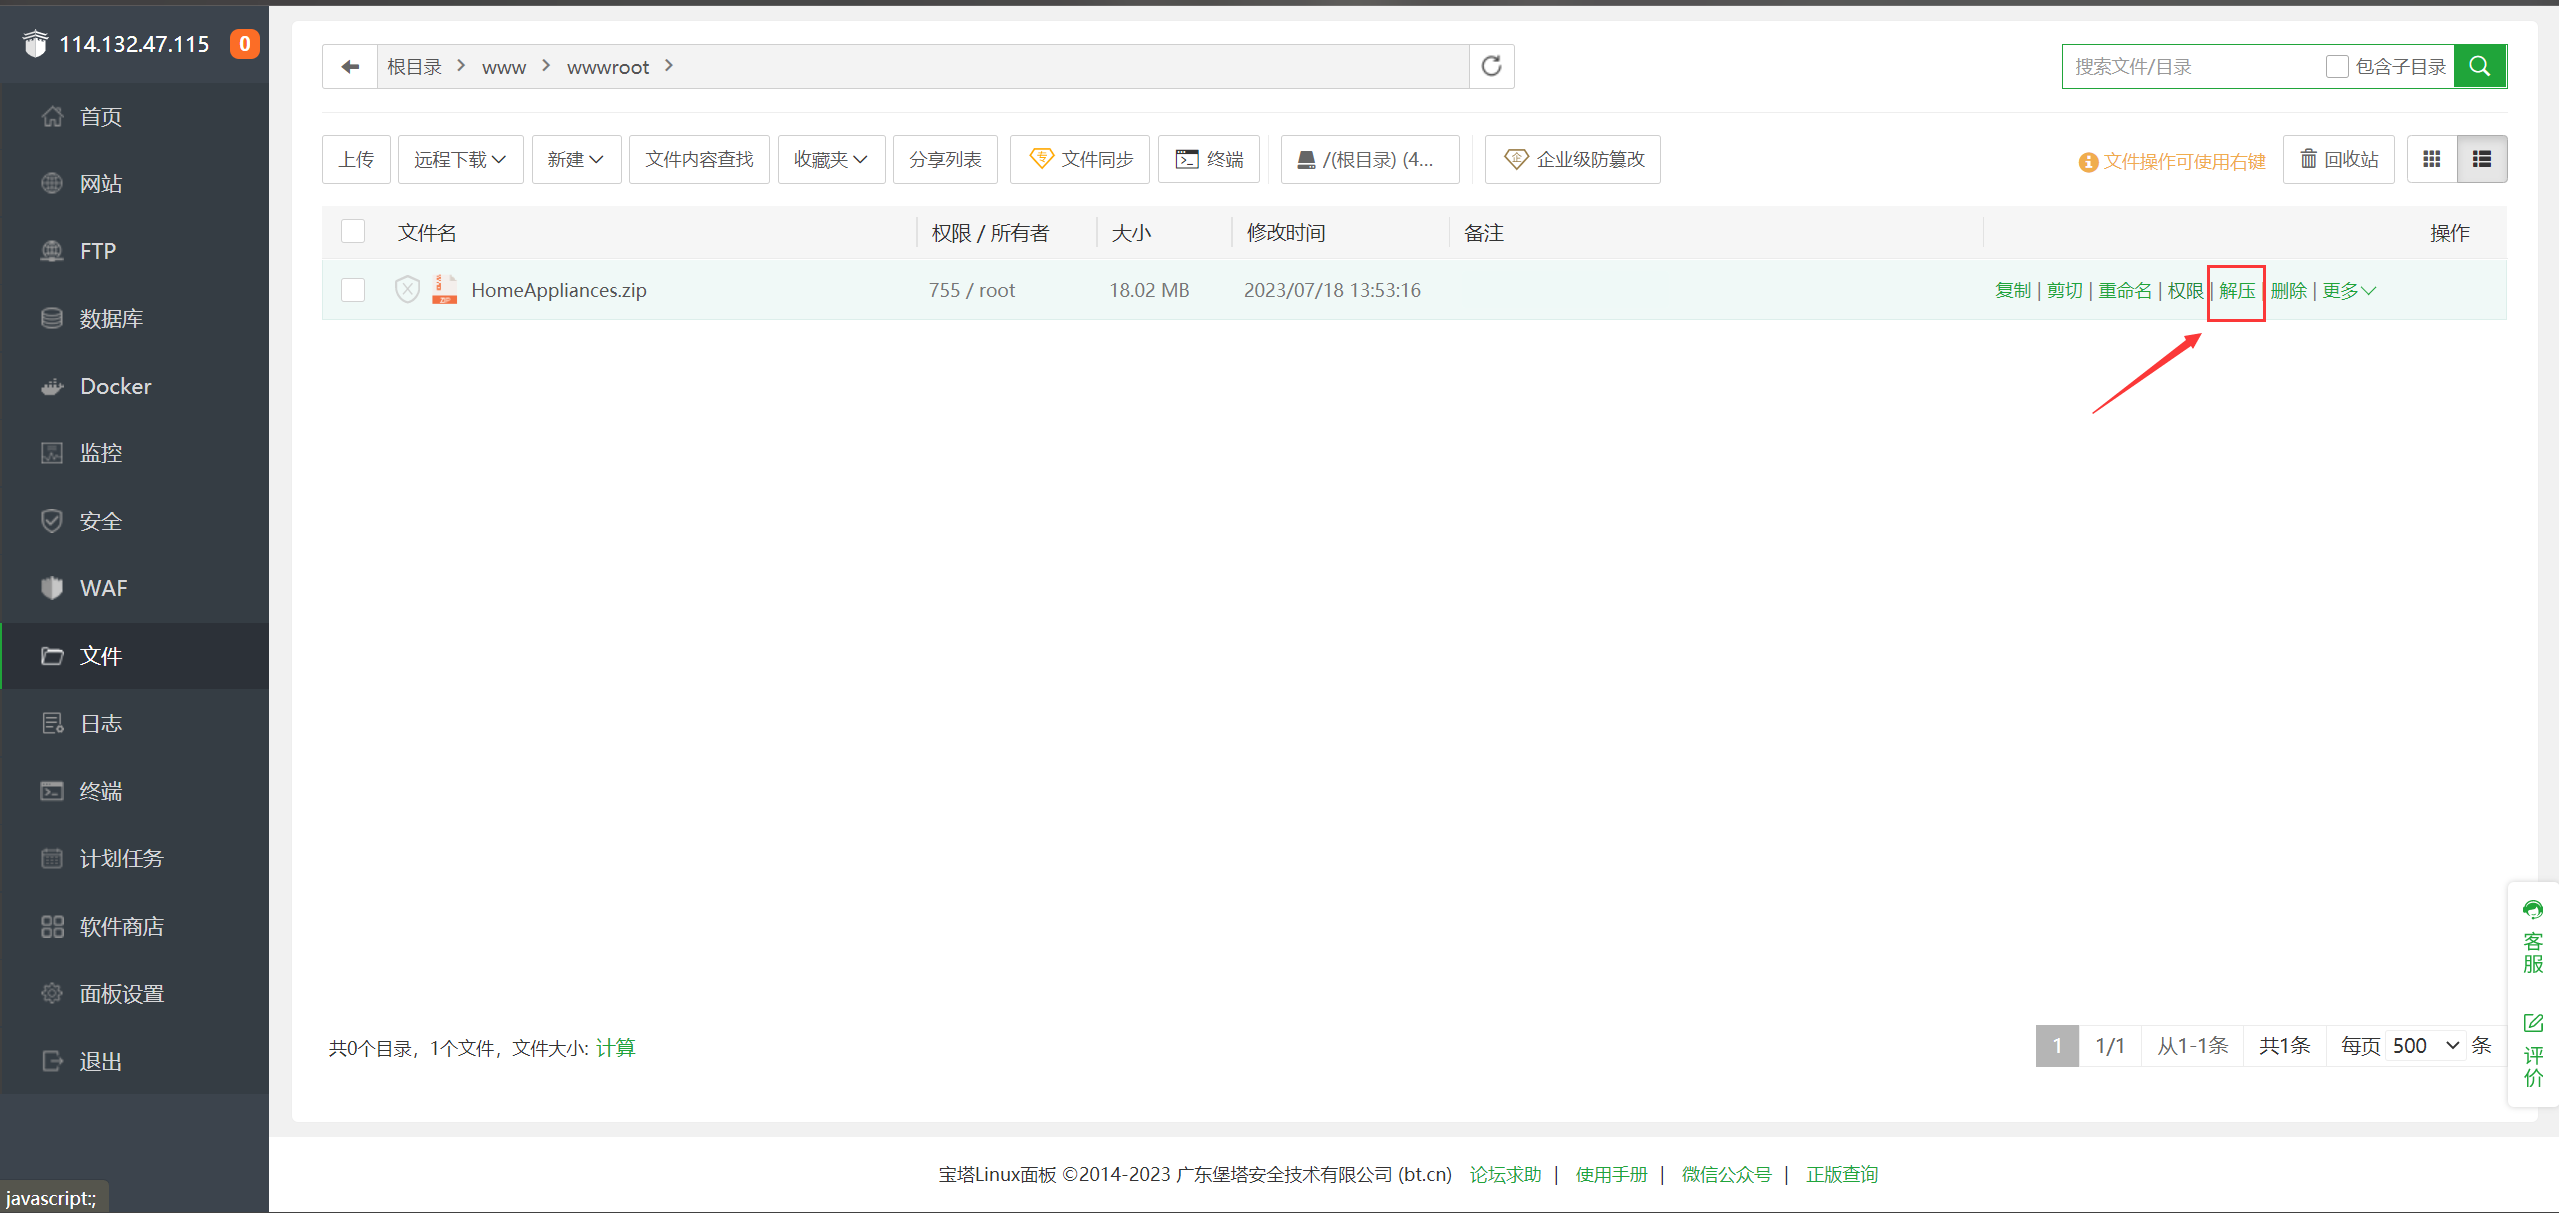 114.132.47.115 0
首页
网站
FTP
数据库
Docker
监控
安全
WAF
文件
日志
终端
计划任务
软件商店
面板设置
退出
javascript:;
根目录 www wwwroot
搜索文件/目录 包含子目录
上传 远程下载 新建 文件内容查找 收藏夹 分享列表 文件同步 终端 /(根目录) (4... 企业级防篡改 文件操作可使用右键 回收站
文件名 权限 / 所有者 大小 修改时间 备注 操作
HomeAppliances.zip 755 / root 18.02 MB 2023/07/18 13:53:16 复制 | 剪切 | 重命名 | 权限 | 解压 | 删除 | 更多
共0个目录，1个文件，文件大小: 计算
1 1/1 从1-1条 共1条 每页 500 条
客服
评价
宝塔Linux面板 ©2014-2023 广东堡塔安全技术有限公司 (bt.cn) 论坛求助 | 使用手册 | 微信公众号 | 正版查询